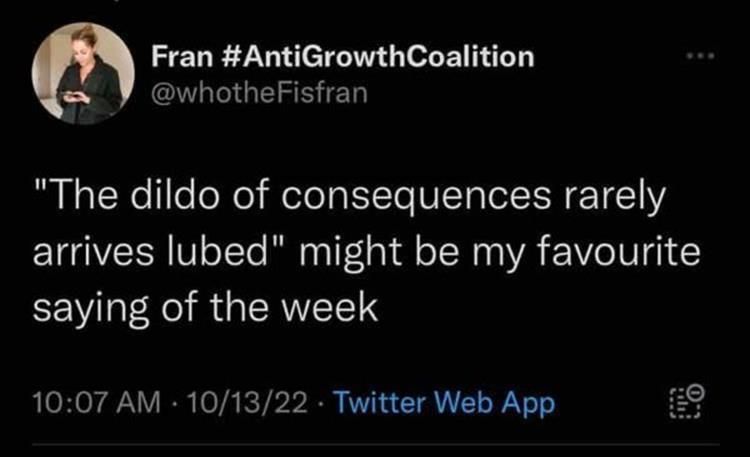 Fran #AntiGrowthCoalition
@whotheFisfran
"The dildo of consequences rarely
arrives lubed" might be my favourite
saying of the week
10:07 AM · 10/13/22 · Twitter Web App